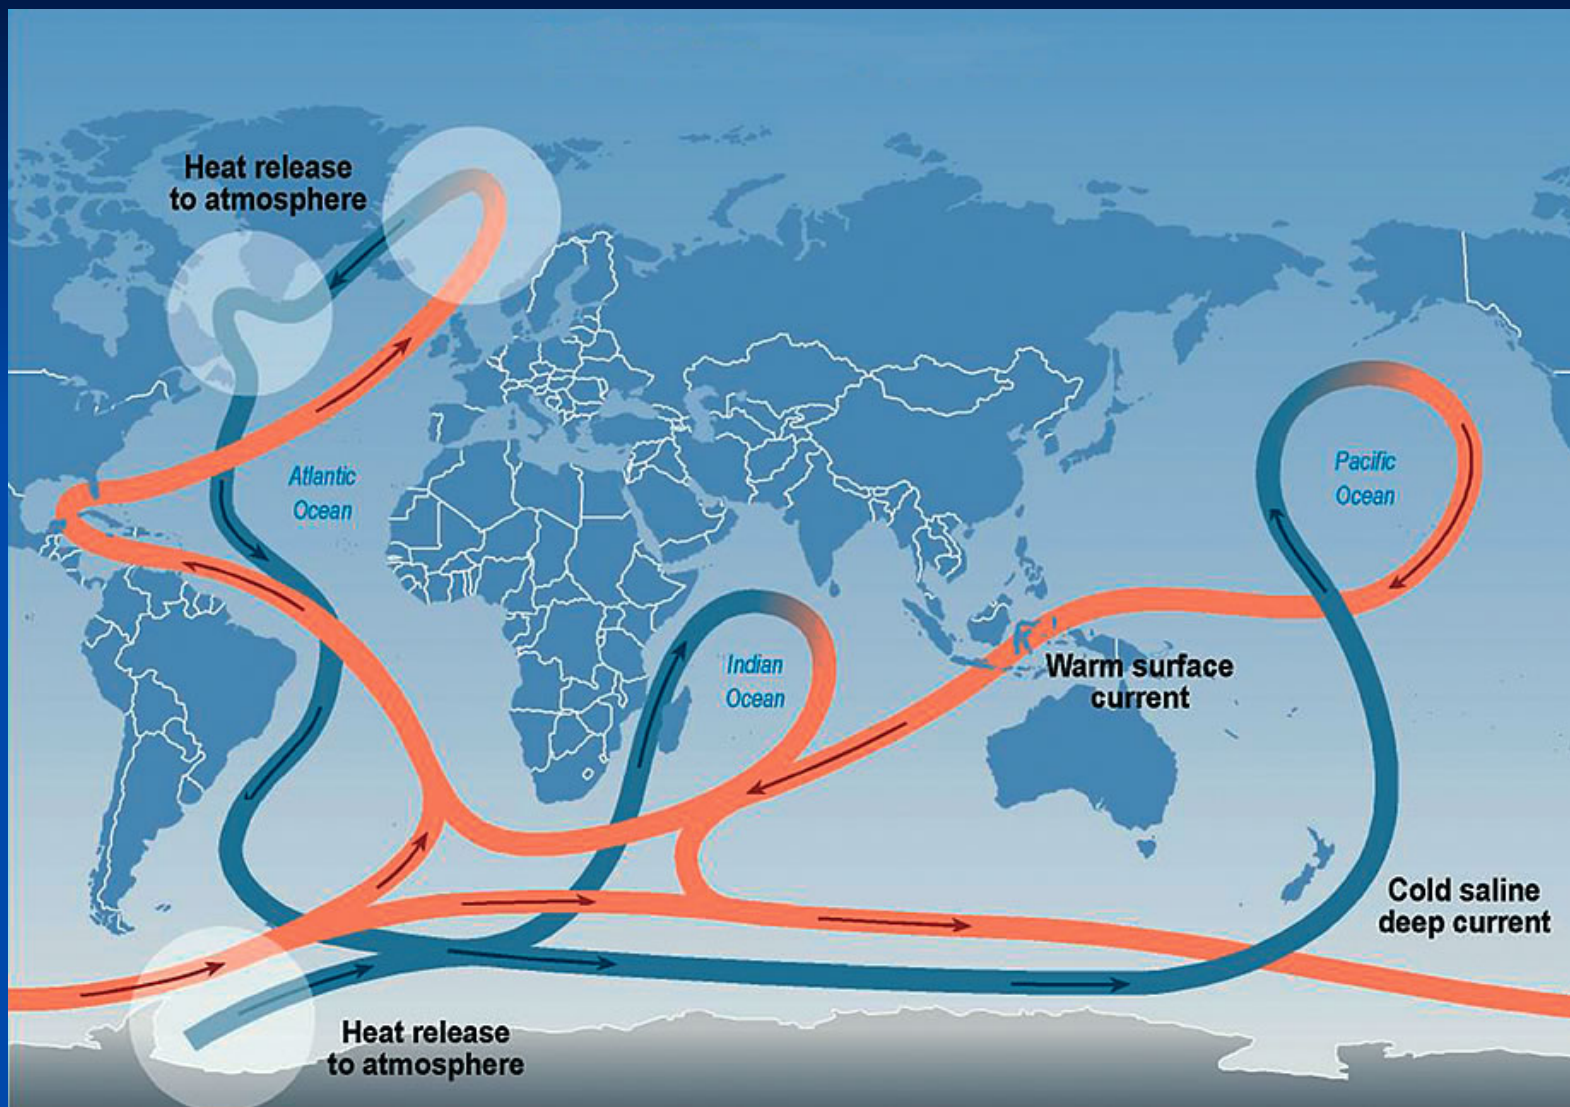 Heat release
to atmosphere
Atlantic
Ocean
Pacific
Ocean
Indian
Ocean
Warm surface
current
Cold saline
deep current
Heat release
to atmosphere